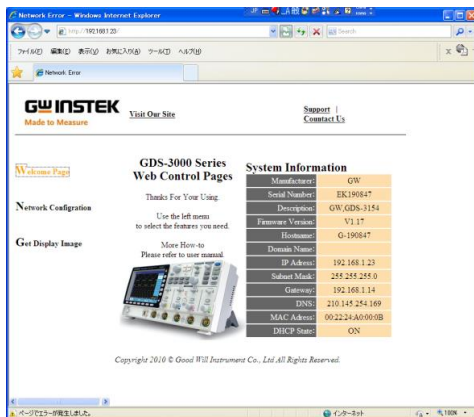 Network Error - Windows Internet Explorer
http://192.168.1.23/
Search
ファイル(F) 編集(E) 表示(V) お気に入り(A) ツール(T) ヘルプ(H)
Network Error
GWINSTEK
Made to Measure
Visit Our Site
Support |
Contact Us
Welcome Page
Network Configration
Get Display Image
GDS-3000 Series
Web Control Pages
Thanks For Your Using.
Use the left menu
to select the features you need.
More How-to
Please refer to user manual.
System Information
Manufacturer: GW
Serial Number: EK190847
Description: GW,GDS-3154
Firmware Version: V1.17
Hostname: G-190847
Domain Name:
IP Adress: 192.168.1.23
Subnet Mask: 255.255.255.0
Gateway: 192.168.1.14
DNS: 210.145.254.169
MAC Adress: 00:22:24:A0:00:0B
DHCP State: ON
Copyright 2010 © Good Will Instrument Co., Ltd All Rights Reserved.
ページでエラーが発生しました。
インターネット
100%